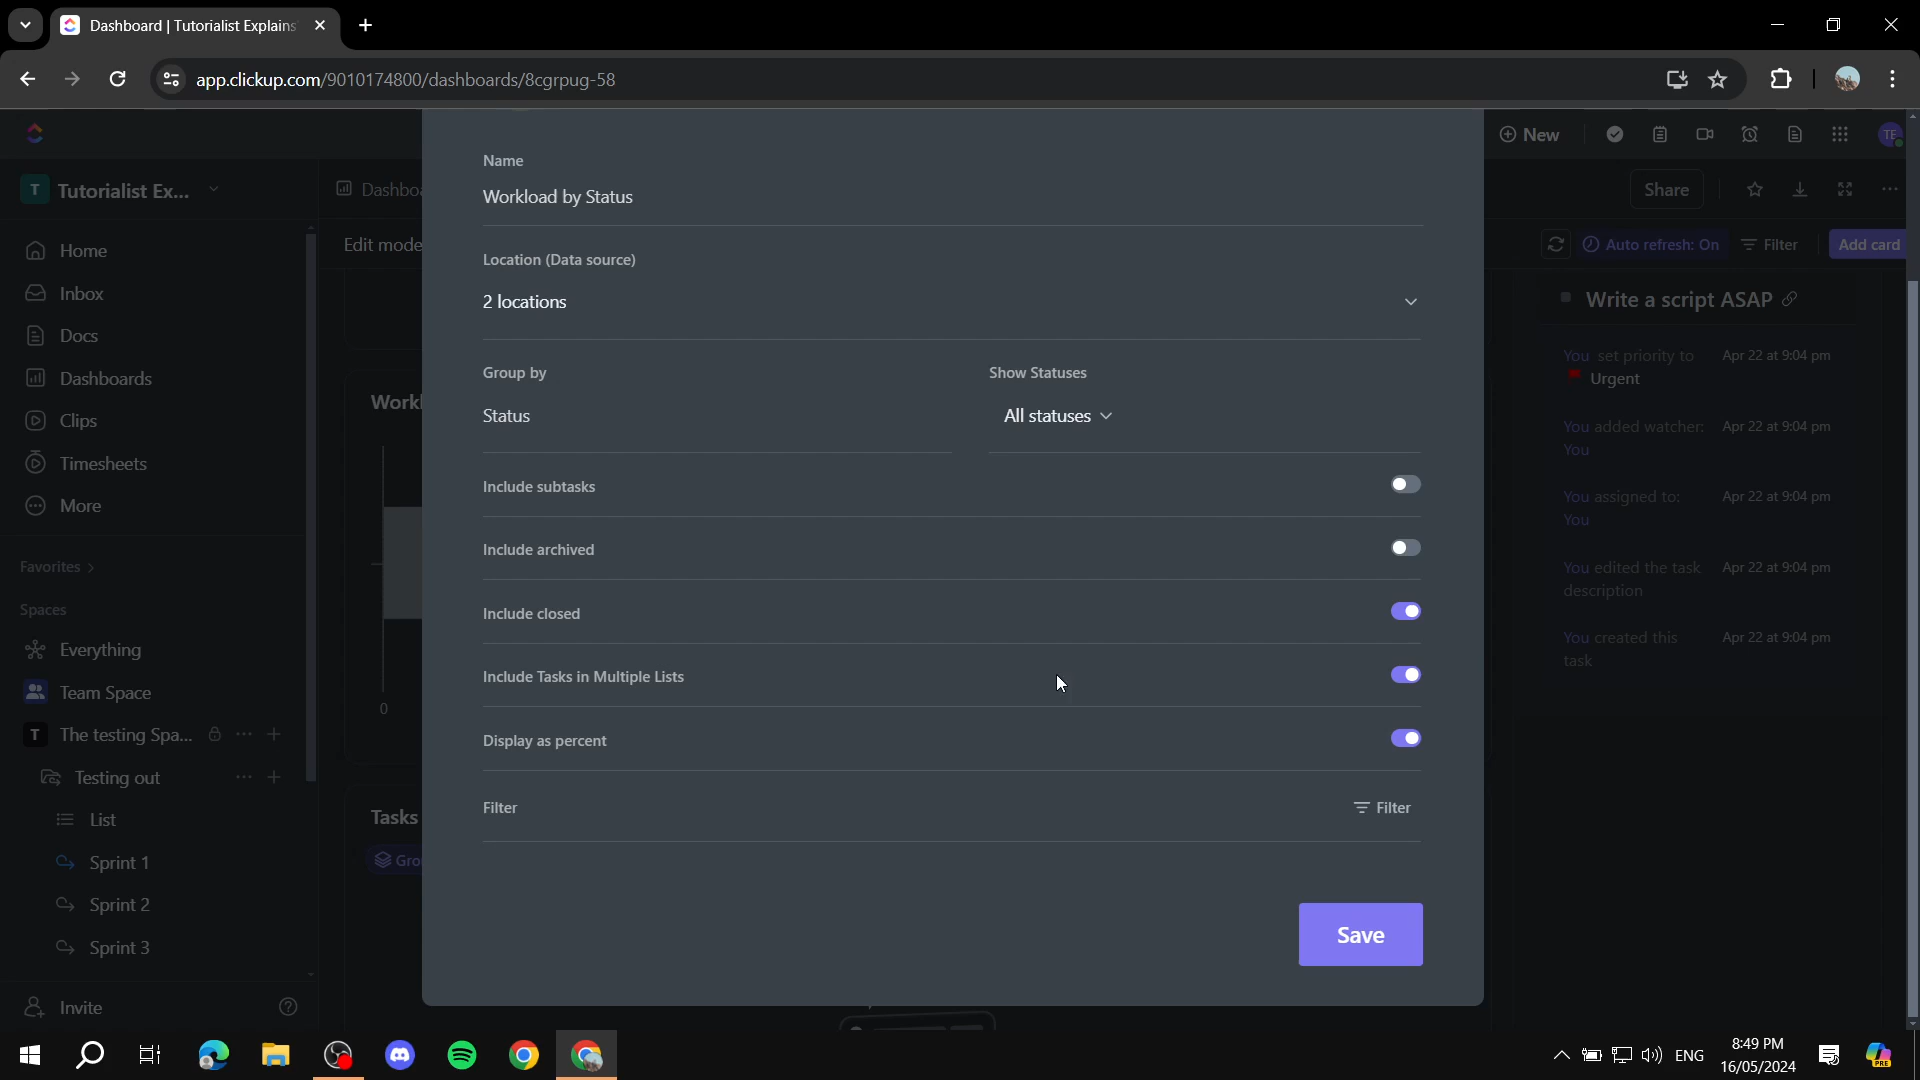 Dashboard | Tutorialist Explains
app.clickup.com/9010174800/dashboards/8cgrpug-58
New
TE
T Tutorialist Ex...
Dashbo
Share
Edit mode
Auto refresh: On
Filter
Add card
Home
Inbox
Docs
Dashboards
Clips
Timesheets
More
Favorites
Spaces
Everything
Team Space
T The testing Spa...
Testing out
List
Sprint 1
Sprint 2
Sprint 3
Invite
Work
0
Tasks
Gro
Name
Workload by Status
Location (Data source)
2 locations
Group by
Show Statuses
Status
All statuses
Include subtasks
Include archived
Include closed
Include Tasks in Multiple Lists
Display as percent
Filter
Filter
Save
Write a script ASAP
You set priority to Apr 22 at 9:04 pm
Urgent
You added watcher: Apr 22 at 9:04 pm
You
You assigned to: Apr 22 at 9:04 pm
You
You edited the task Apr 22 at 9:04 pm
description
You created this Apr 22 at 9:04 pm
task
ENG
8:49 PM
16/05/2024
PRE